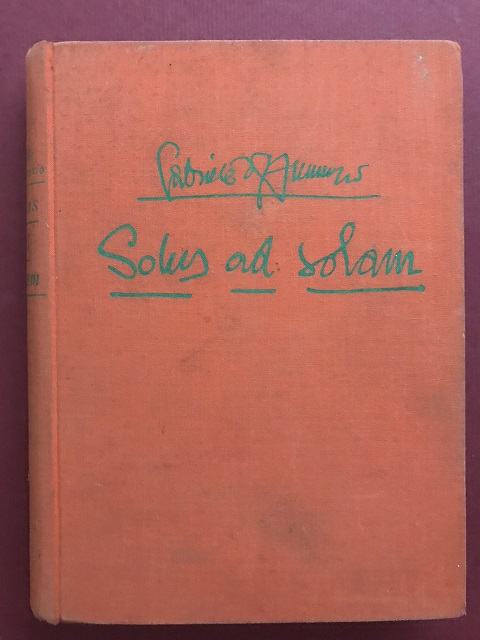 Gabriele d'Annunzio
Solus ad solam